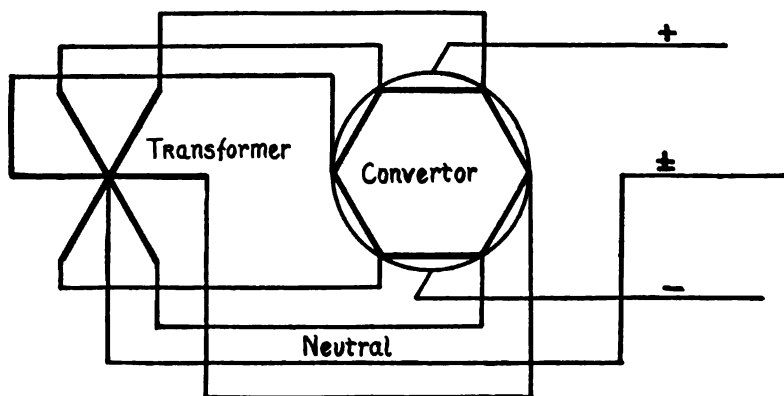 +
Transformer
±
Convertor
−
Neutral